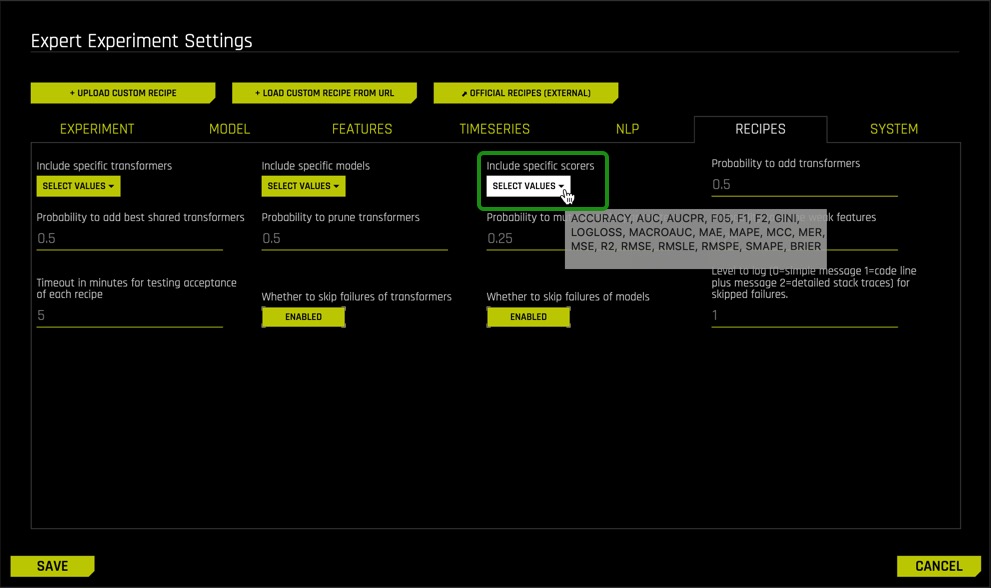 Expert Experiment Settings
+ UPLOAD CUSTOM RECIPE
+ LOAD CUSTOM RECIPE FROM URL
OFFICIAL RECIPES (EXTERNAL)
EXPERIMENT
MODEL
FEATURES
TIMESERIES
NLP
RECIPES
SYSTEM
Include specific transformers
SELECT VALUES
Include specific models
SELECT VALUES
Include specific scorers
SELECT VALUES
Probability to add transformers
0.5
Probability to add best shared transformers
0.5
Probability to prune transformers
0.5
Probability to
0.25
ACCURACY, AUC, AUCPR, F05, F1, F2, GINI,
LOGLOSS, MACROAUC, MAE, MAPE, MCC, MER,
MSE, R2, RMSE, RMSLE, RMSPE, SMAPE, BRIER
weak features
Timeout in minutes for testing acceptance
of each recipe
5
Whether to skip failures of transformers
ENABLED
Whether to skip failures of models
ENABLED
Level to log (0=simple message 1=code line
plus message 2=detailed stack traces) for
skipped failures.
1
SAVE
CANCEL